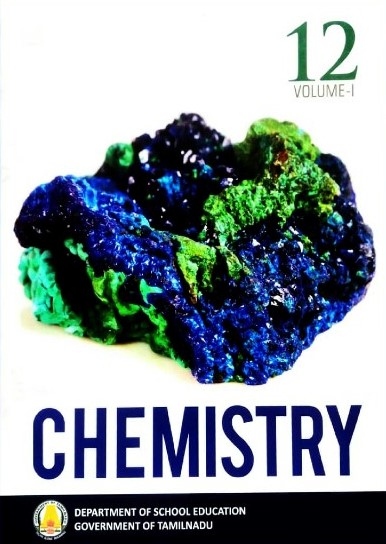 12
VOLUME-I
CHEMISTRY
DEPARTMENT OF SCHOOL EDUCATION
GOVERNMENT OF TAMILNADU